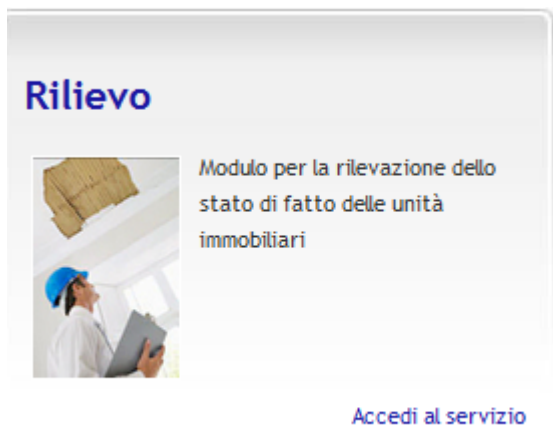 Rilievo
Modulo per la rilevazione dello
stato di fatto delle unità
immobiliari
Accedi al servizio